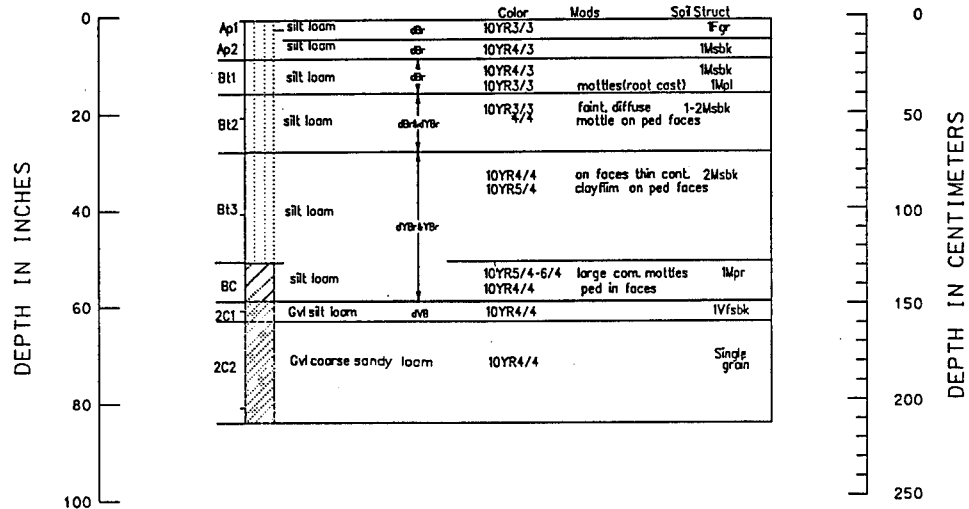 Color Mods Soil Struct
Ap1 silt loam dBr 10YR3/3 1Fgr
Ap2 silt loam dBr 10YR4/3 1Msbk
Bt1 silt loam dBr 10YR4/3 1Msbk
10YR3/3 mottles(root cast) 1Mpl
Bt2 silt loam dBr&dYBr 10YR3/3 faint, diffuse 1-2Msbk
4/4 mottle on ped faces
Bt3 silt loam dYBr&YBr 10YR4/4 on faces thin cont. 2Msbk
10YR5/4 clayfilm on ped faces
BC silt loam 10YR5/4-6/4 large com. mottles 1Mpr
10YR4/4 ped in faces
2C1 Gvl silt loam dYB 10YR4/4 1Vfsbk
2C2 Gvl coarse sandy loam 10YR4/4 Single
grain
DEPTH IN INCHES
0
20
40
60
80
100
DEPTH IN CENTIMETERS
0
50
100
150
200
250